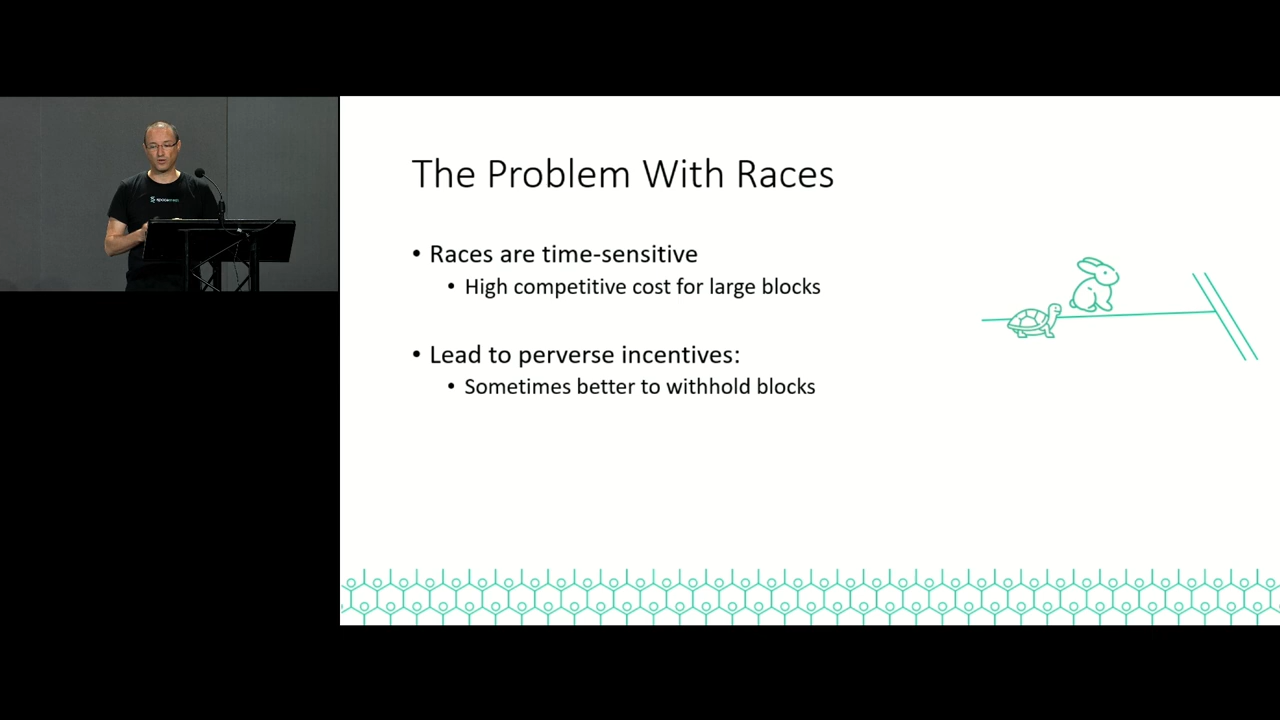 spacemesh
The Problem With Races
• Races are time-sensitive
• High competitive cost for large blocks
• Lead to perverse incentives:
• Sometimes better to withhold blocks